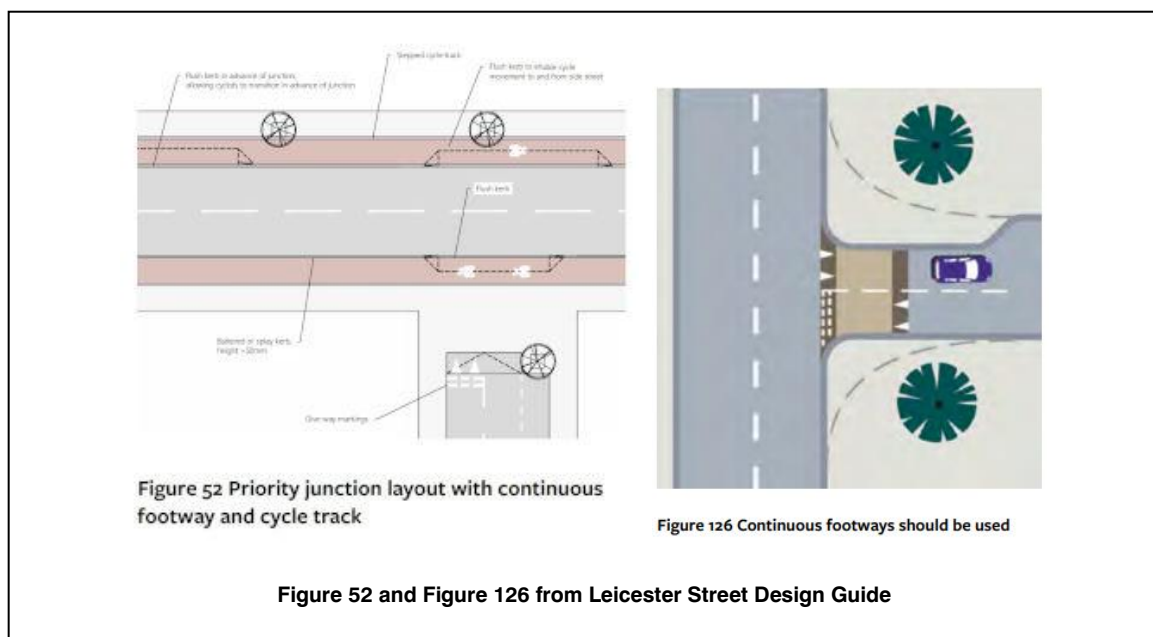 Stepped cycle track
Flush kerb in advance of junction,
allowing cyclists to transition in advance of junction
Flush kerb to enable cycle
movement to and from side street
Flush kerb
Battered or splay kerb,
height <50mm
Give way markings
Figure 52 Priority junction layout with continuous
footway and cycle track
Figure 126 Continuous footways should be used
Figure 52 and Figure 126 from Leicester Street Design Guide